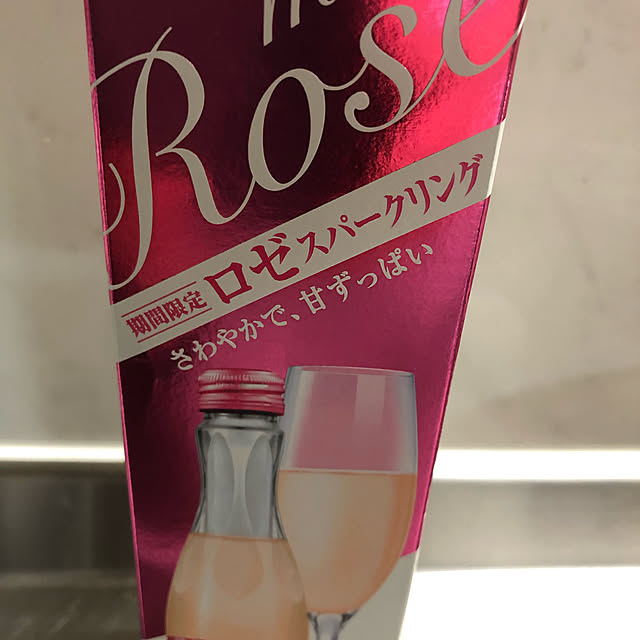 Rosé
期間限定 ロゼスパークリング
さわやかで、甘ずっぱい